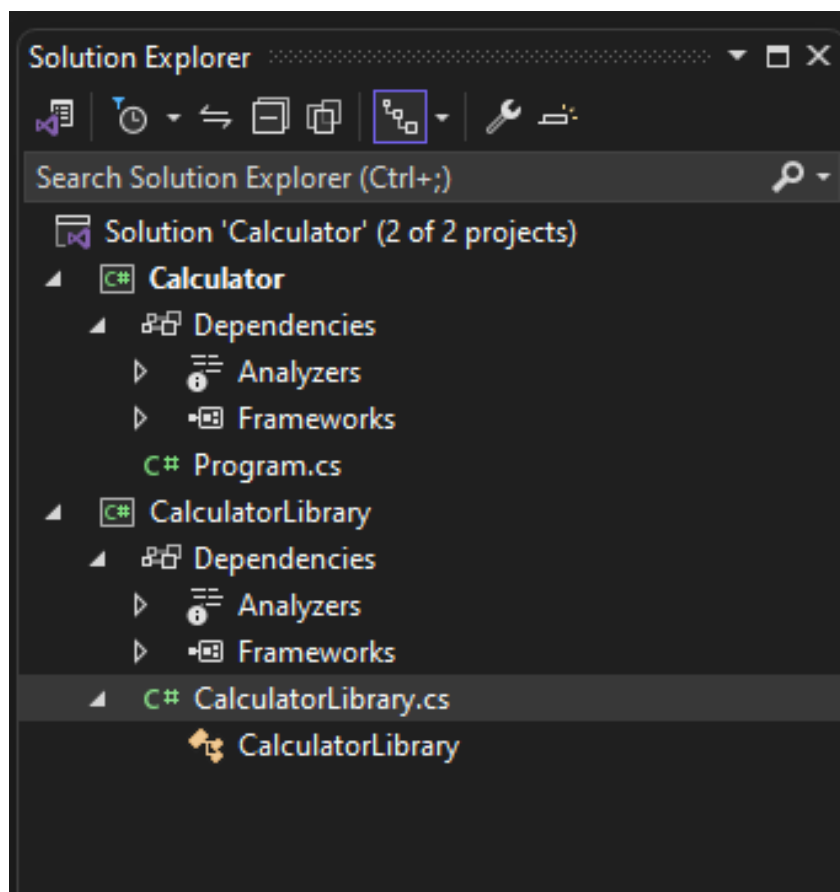 Solution Explorer
Search Solution Explorer (Ctrl+;)
Solution 'Calculator' (2 of 2 projects)
C# Calculator
Dependencies
Analyzers
Frameworks
C# Program.cs
C# CalculatorLibrary
Dependencies
Analyzers
Frameworks
C# CalculatorLibrary.cs
CalculatorLibrary